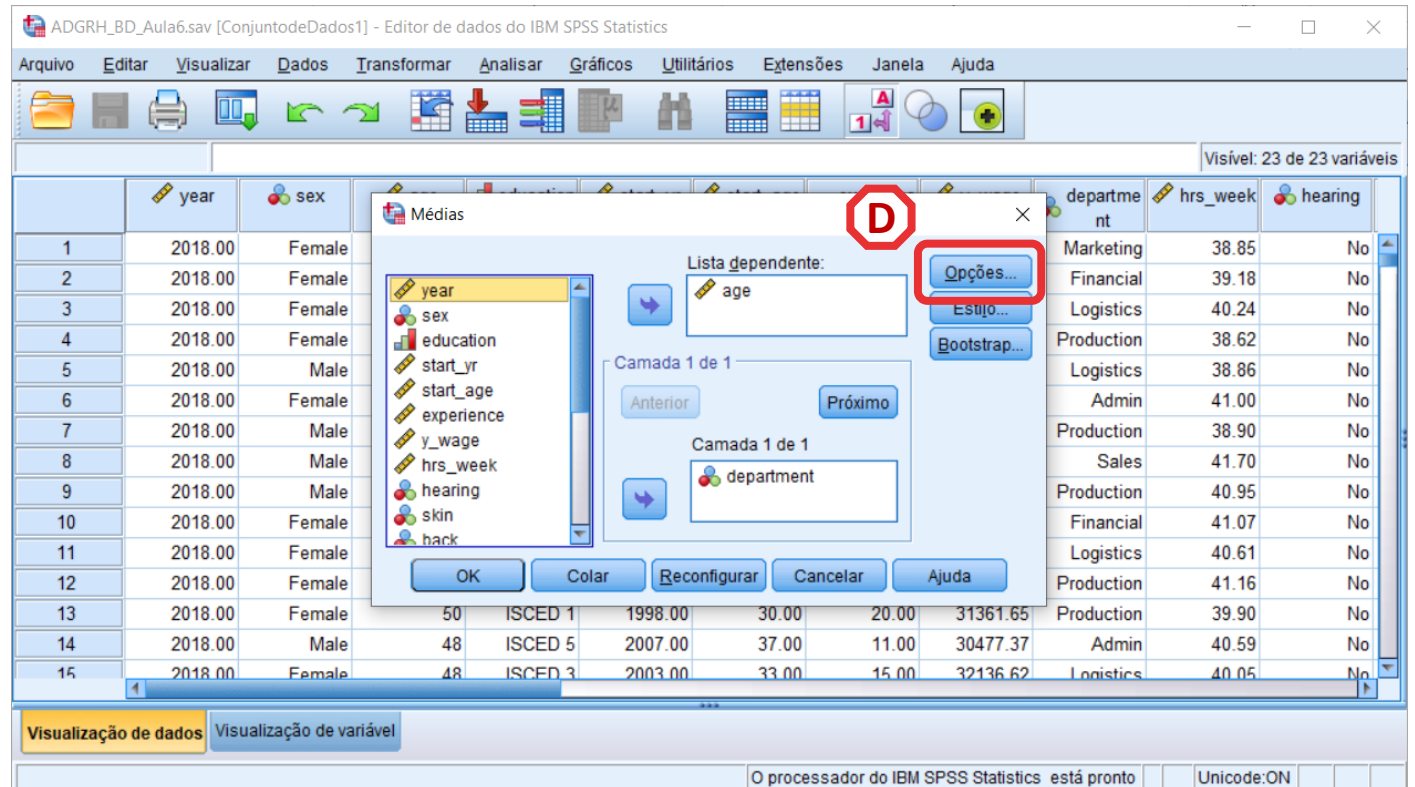 ADGRH_BD_Aula6.sav [ConjuntodeDados1] - Editor de dados do IBM SPSS Statistics
Arquivo Editar Visualizar Dados Transformar Analisar Gráficos Utilitários Extensões Janela Ajuda
Visível: 23 de 23 variáveis
year sex departme
nt hrs_week hearing
1 2018.00 Female Marketing 38.85 No
2 2018.00 Female Financial 39.18 No
3 2018.00 Female Logistics 40.24 No
4 2018.00 Female Production 38.62 No
5 2018.00 Male Logistics 38.86 No
6 2018.00 Female Admin 41.00 No
7 2018.00 Male Production 38.90 No
8 2018.00 Male Sales 41.70 No
9 2018.00 Male Production 40.95 No
10 2018.00 Female Financial 41.07 No
11 2018.00 Female Logistics 40.61 No
12 2018.00 Female Production 41.16 No
13 2018.00 Female 50 ISCED 1 1998.00 30.00 20.00 31361.65 Production 39.90 No
14 2018.00 Male 48 ISCED 5 2007.00 37.00 11.00 30477.37 Admin 40.59 No
15 2018.00 Female 48 ISCED 3 2003.00 33.00 15.00 32136.62 Logistics 40.05 No
Médias
D
year
sex
education
start_yr
start_age
experience
y_wage
hrs_week
hearing
skin
back
Lista dependente:
age
Camada 1 de 1
Anterior Próximo
Camada 1 de 1
department
Opções...
Estilo...
Bootstrap...
OK Colar Reconfigurar Cancelar Ajuda
Visualização de dados Visualização de variável
O processador do IBM SPSS Statistics está pronto Unicode:ON